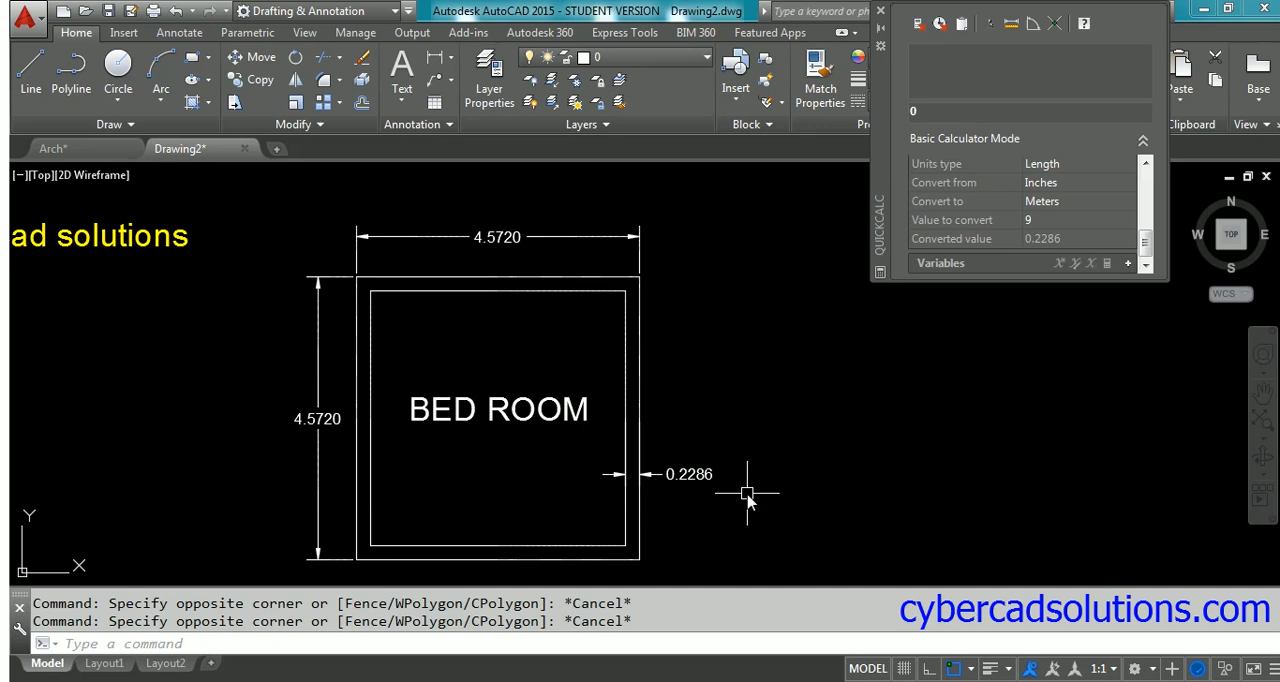 Drafting & Annotation
Autodesk AutoCAD 2015 - STUDENT VERSION Drawing2.dwg
Type a keyword or ph
Home Insert Annotate Parametric View Manage Output Add-ins Autodesk 360 Express Tools BIM 360 Featured Apps
Line Polyline Circle Arc
Move
Copy
Text
Layer Properties
0
Insert
Match Properties
Paste
Base
Draw Modify Annotation Layers Block Pr Clipboard View
Arch* Drawing2*
[−][Top][2D Wireframe]
ad solutions
QUICKCALC
0
Basic Calculator Mode
Units type Length
Convert from Inches
Convert to Meters
Value to convert 9
Converted value 0.2286
Variables
N
W TOP E
S
WCS
4.5720
4.5720
BED ROOM
0.2286
Y
X
Command: Specify opposite corner or [Fence/WPolygon/CPolygon]: *Cancel*
Command: Specify opposite corner or [Fence/WPolygon/CPolygon]: *Cancel*
Type a command
cybercadsolutions.com
Model Layout1 Layout2
MODEL 1:1